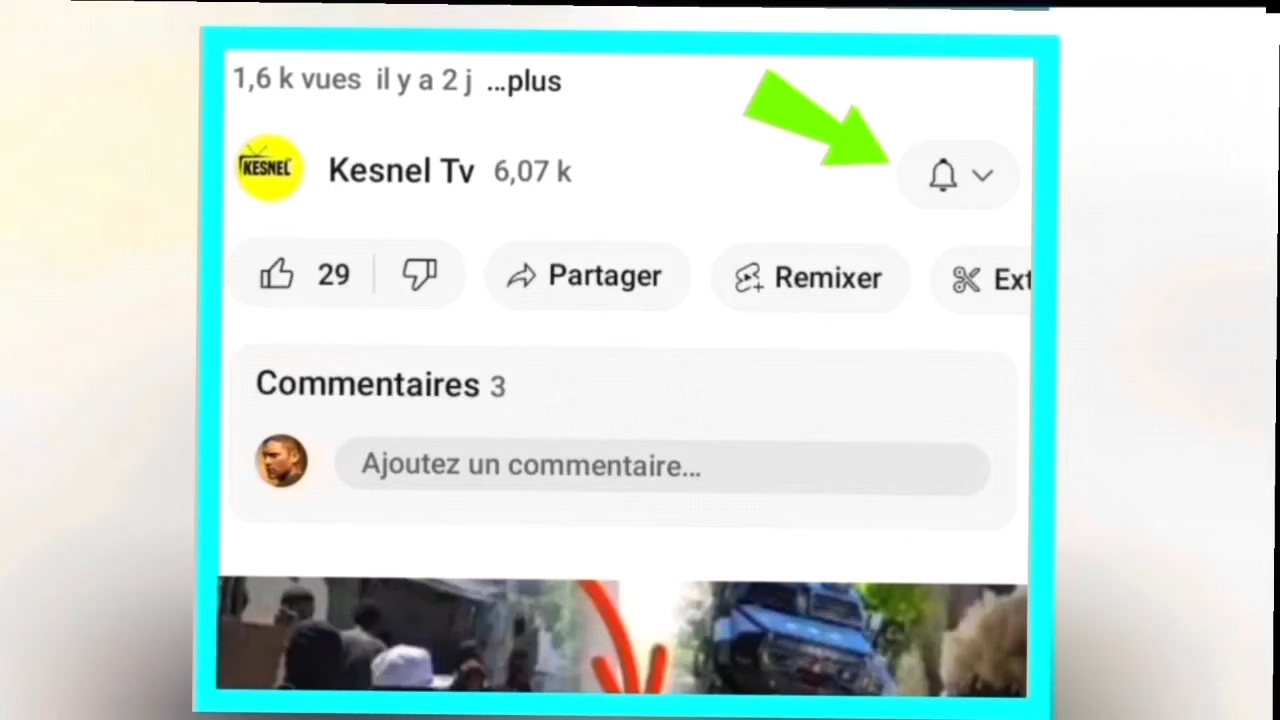 1,6 k vues il y a 2 j ...plus
KESNEL
Kesnel Tv 6,07 k
29 Partager Remixer Ext
Commentaires 3
Ajoutez un commentaire...